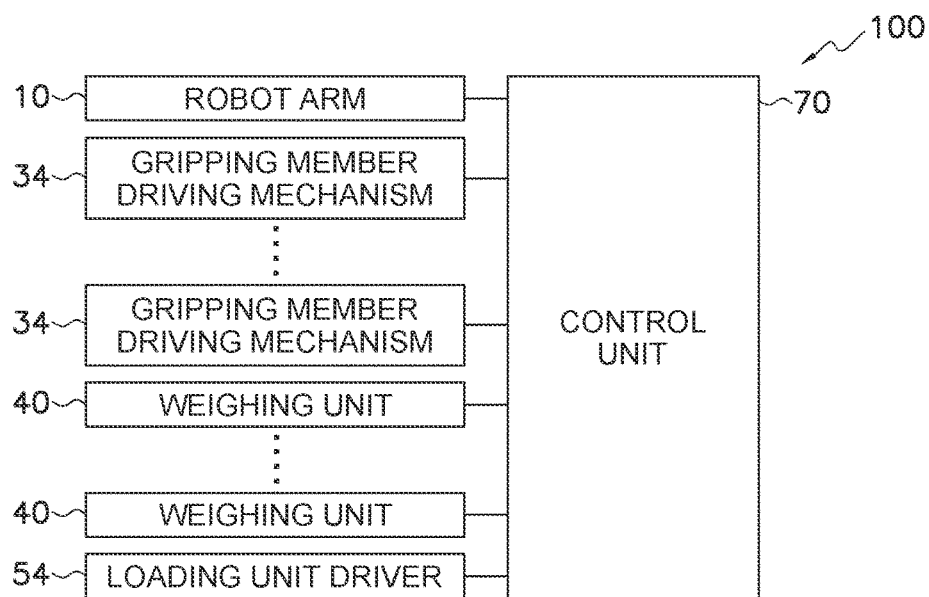 100
10 ROBOT ARM
70
34 GRIPPING MEMBER
DRIVING MECHANISM
34 GRIPPING MEMBER
DRIVING MECHANISM
CONTROL
UNIT
40 WEIGHING UNIT
40 WEIGHING UNIT
54 LOADING UNIT DRIVER